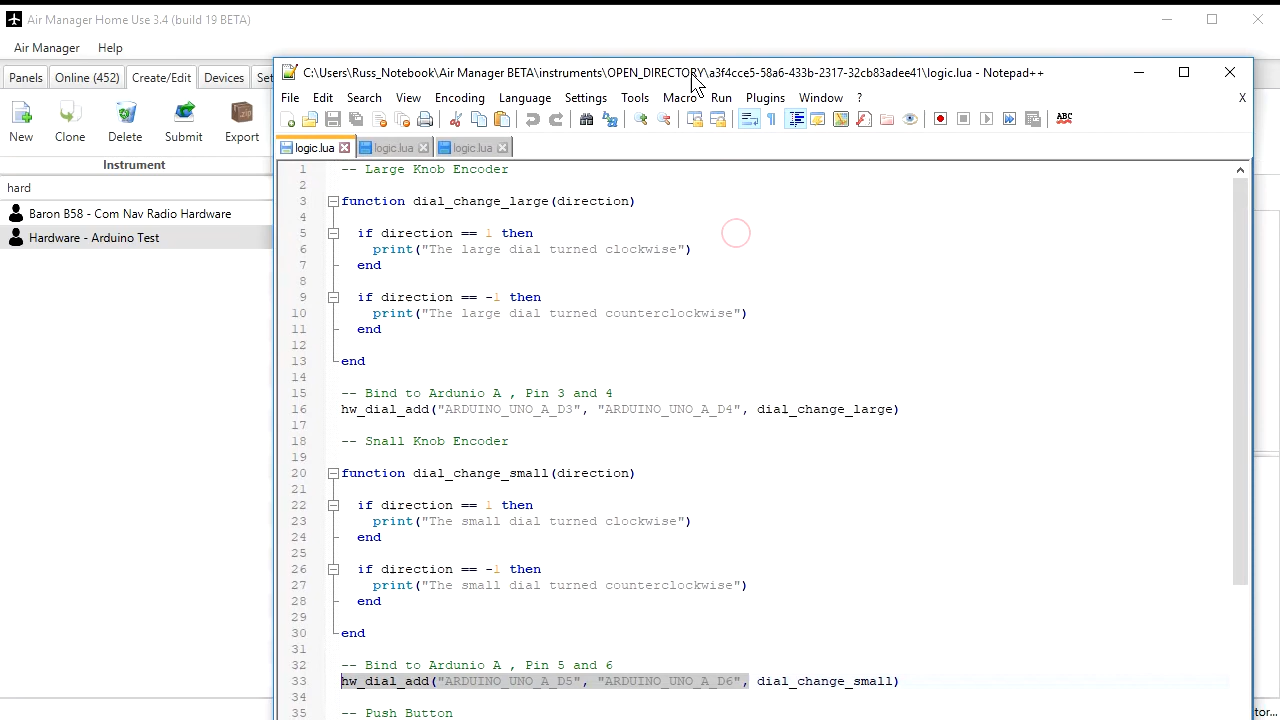 Air Manager Home Use 3.4 (build 19 BETA)
Air Manager Help
Panels Online (452) Create/Edit Devices Set
New Clone Delete Submit Export
Instrument
hard
Baron B58 - Com Nav Radio Hardware
Hardware - Arduino Test
C:\Users\Russ_Notebook\Air Manager BETA\instruments\OPEN_DIRECTORY\a3f4cce5-58a6-433b-2317-32cb83adee41\logic.lua - Notepad++
File Edit Search View Encoding Language Settings Tools Macro Run Plugins Window ? X
ABC
logic.lua logic.lua logic.lua
1 -- Large Knob Encoder
2
3 function dial_change_large(direction)
4
5 if direction == 1 then
6 print("The large dial turned clockwise")
7 end
8
9 if direction == -1 then
10 print("The large dial turned counterclockwise")
11 end
12
13 end
14
15 -- Bind to Ardunio A , Pin 3 and 4
16 hw_dial_add("ARDUINO_UNO_A_D3", "ARDUINO_UNO_A_D4", dial_change_large)
17
18 -- Snall Knob Encoder
19
20 function dial_change_small(direction)
21
22 if direction == 1 then
23 print("The small dial turned clockwise")
24 end
25
26 if direction == -1 then
27 print("The small dial turned counterclockwise")
28 end
29
30 end
31
32 -- Bind to Ardunio A , Pin 5 and 6
33 hw_dial_add("ARDUINO_UNO_A_D5", "ARDUINO_UNO_A_D6", dial_change_small)
34
35 -- Push Button
tor...